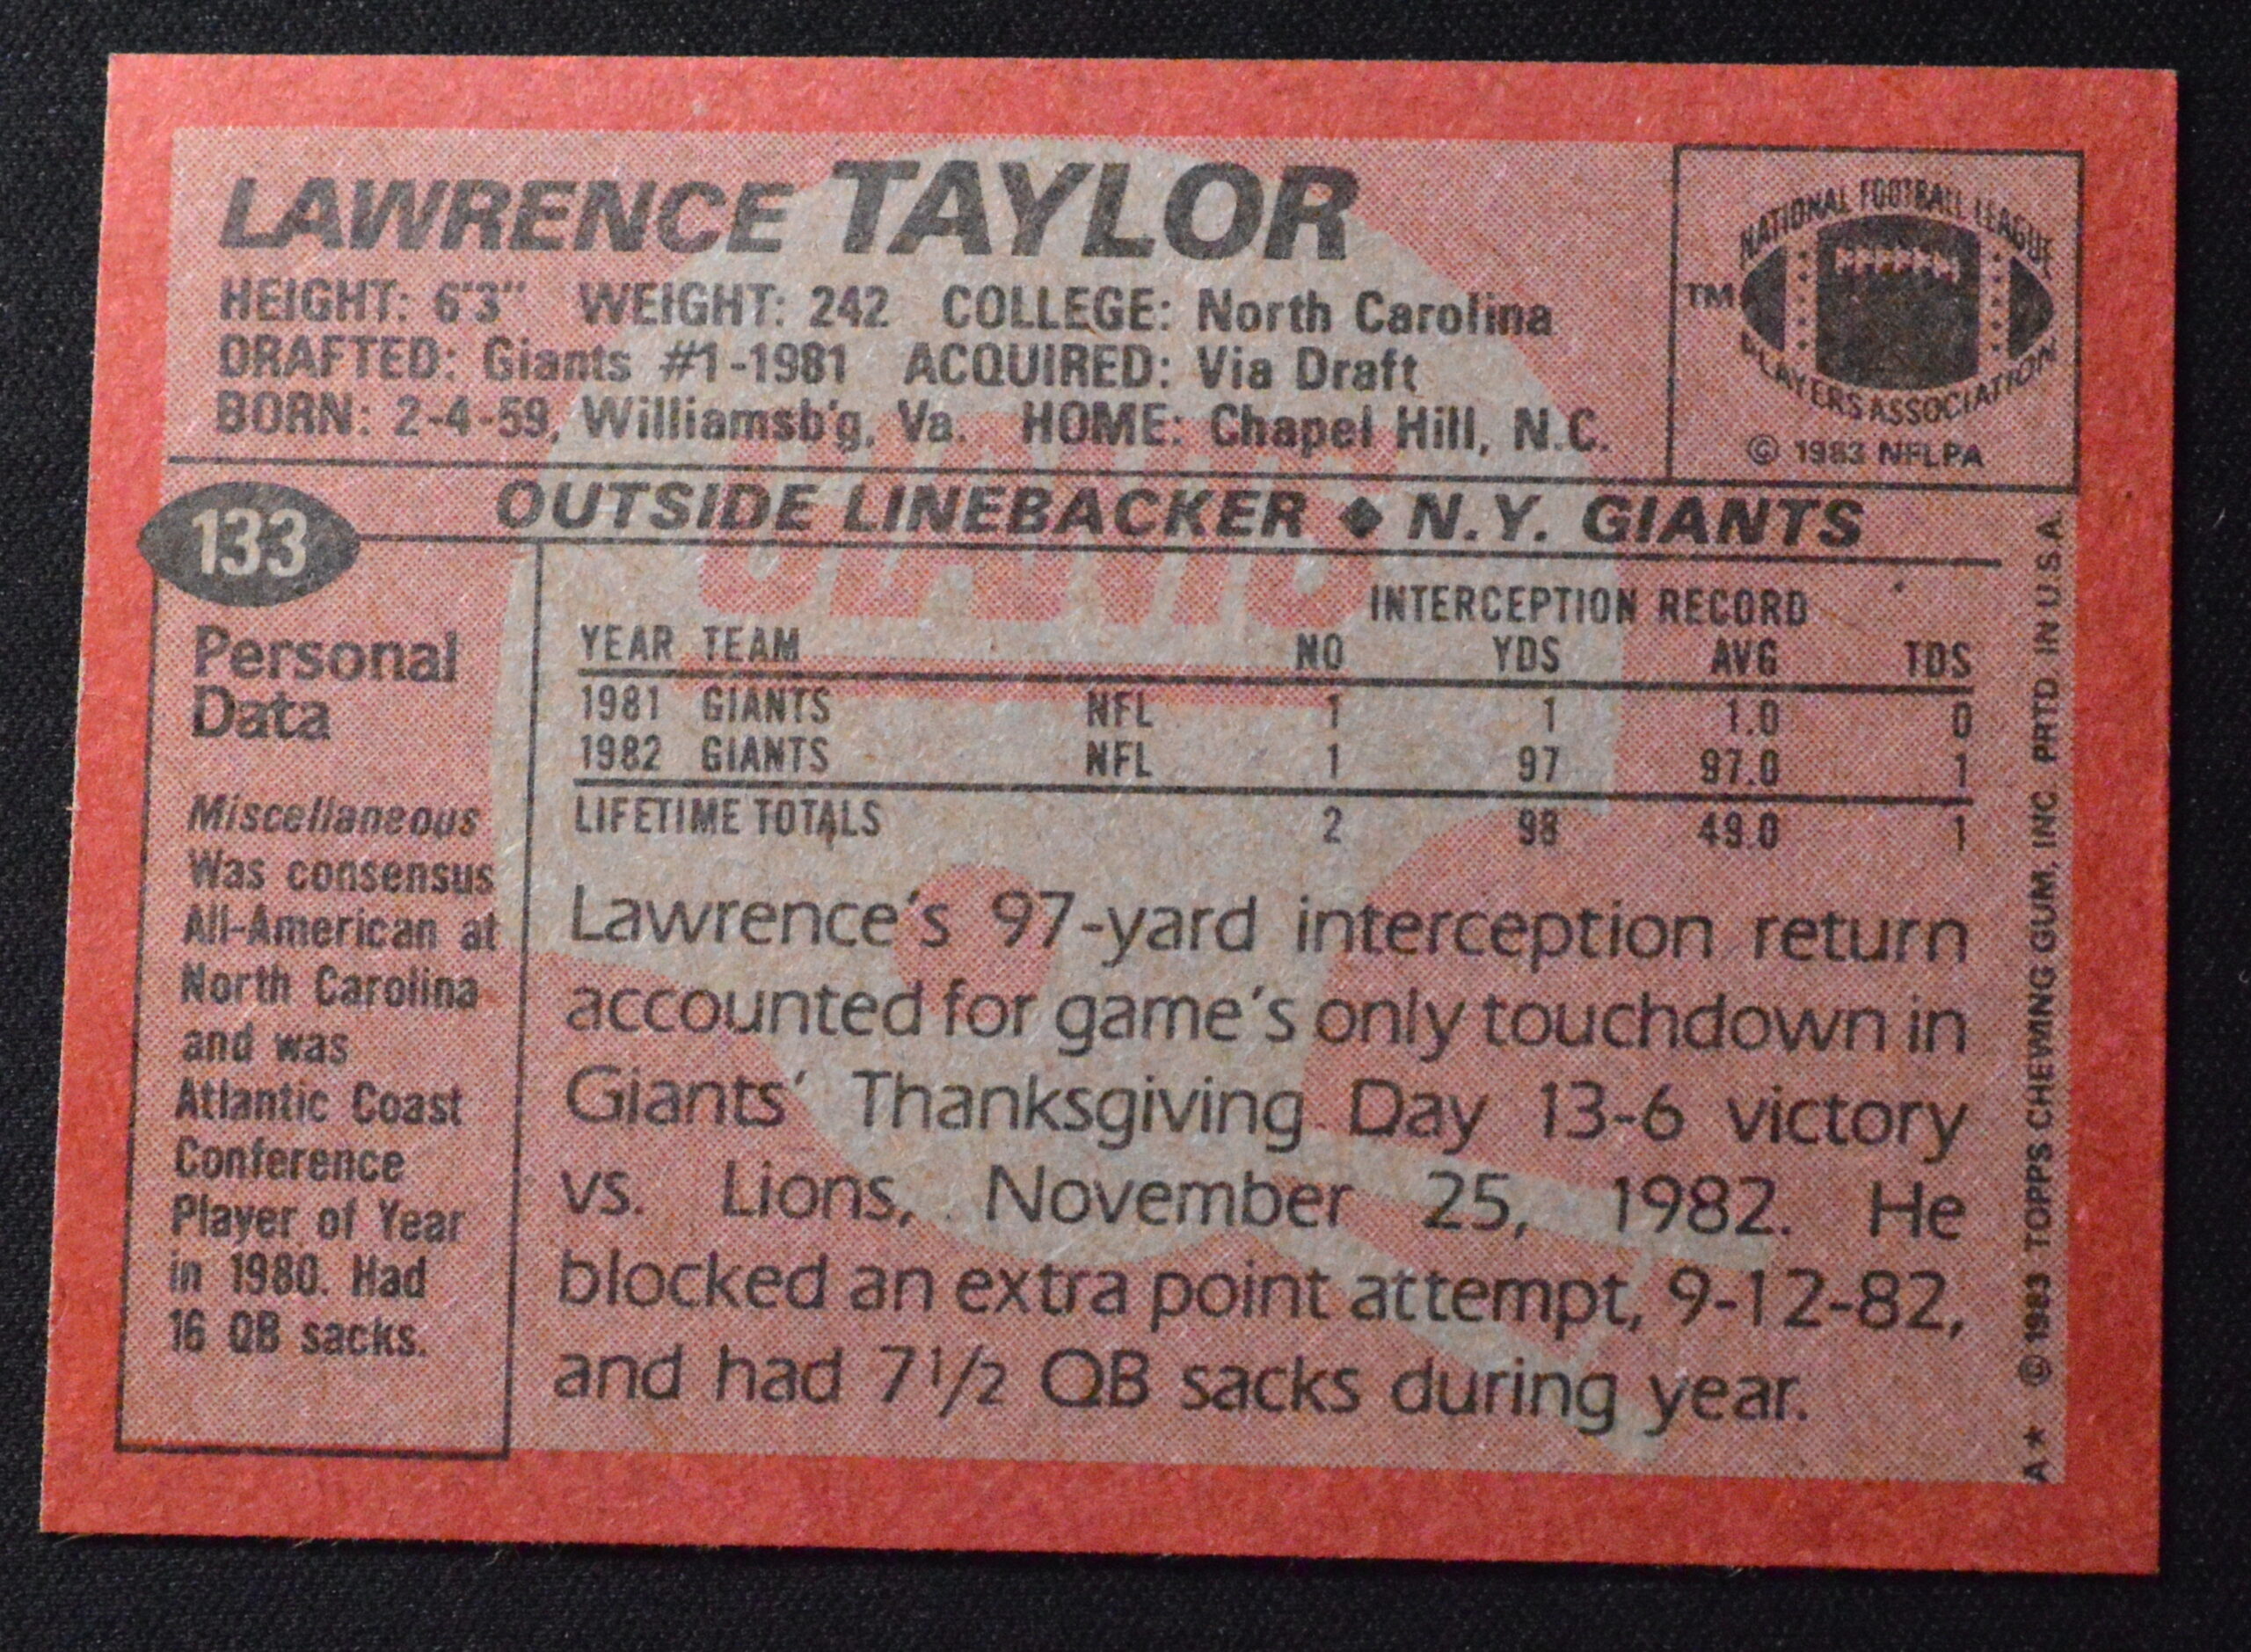 LAWRENCE TAYLOR
HEIGHT: 6'3" WEIGHT: 242 COLLEGE: North Carolina
DRAFTED: Giants #1-1981 ACQUIRED: Via Draft
BORN: 2-4-59, Williamsb'g, Va. HOME: Chapel Hill, N.C.
NATIONAL FOOTBALL LEAGUE
TM
PLAYERS ASSOCIATION
© 1983 NFLPA
133
OUTSIDE LINEBACKER ◆ N.Y. GIANTS
GIANTS
Personal
Data
Miscellaneous
Was consensus
All-American at
North Carolina
and was
Atlantic Coast
Conference
Player of Year
in 1980. Had
16 QB sacks.
INTERCEPTION RECORD
YEAR TEAM NO YDS AVG TDS
1981 GIANTS NFL 1 1 1.0 0
1982 GIANTS NFL 1 97 97.0 1
LIFETIME TOTALS 2 98 49.0 1
Lawrence's 97-yard interception return
accounted for game's only touchdown in
Giants' Thanksgiving Day 13-6 victory
vs. Lions, November 25, 1982. He
blocked an extra point attempt, 9-12-82,
and had 7 1/2 QB sacks during year.
A★ © 1983 TOPPS CHEWING GUM, INC. PRTD. IN U.S.A.